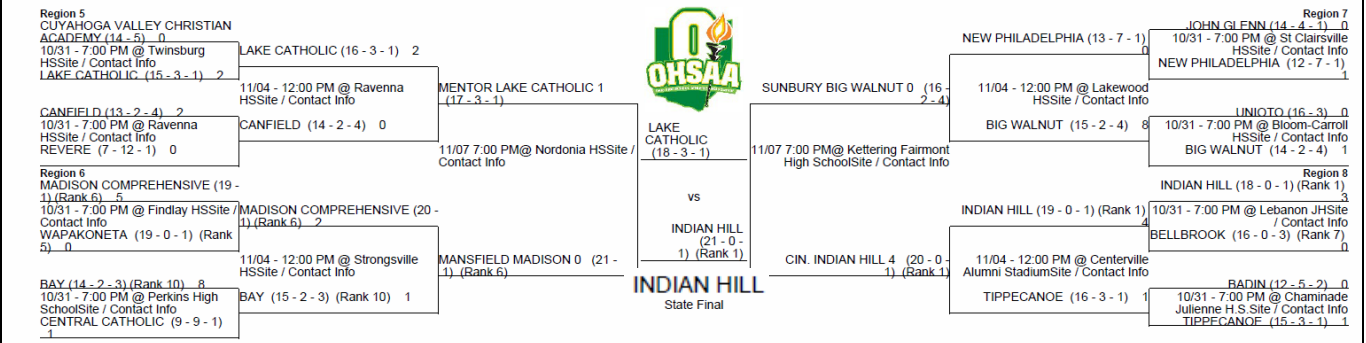 Region 5
CUYAHOGA VALLEY CHRISTIAN
ACADEMY (14 - 5) 0
10/31 - 7:00 PM @ Twinsburg
HSSite / Contact Info
LAKE CATHOLIC (15 - 3 - 1) 2
LAKE CATHOLIC (16 - 3 - 1) 2
11/04 - 12:00 PM @ Ravenna
HSSite / Contact Info
CANFIELD (13 - 2 - 4) 2
10/31 - 7:00 PM @ Ravenna
HSSite / Contact Info
REVERE (7 - 12 - 1) 0
CANFIELD (14 - 2 - 4) 0
MENTOR LAKE CATHOLIC 1
(17 - 3 - 1)
11/07 7:00 PM@ Nordonia HSSite /
Contact Info
Region 6
MADISON COMPREHENSIVE (19 -
1) (Rank 6) 5
10/31 - 7:00 PM @ Findlay HSSite /
Contact Info
WAPAKONETA (19 - 0 - 1) (Rank
5) 0
MADISON COMPREHENSIVE (20 -
1) (Rank 6) 2
11/04 - 12:00 PM @ Strongsville
HSSite / Contact Info
BAY (14 - 2 - 3) (Rank 10) 8
10/31 - 7:00 PM @ Perkins High
SchoolSite / Contact Info
CENTRAL CATHOLIC (9 - 9 - 1)
1
BAY (15 - 2 - 3) (Rank 10) 1
MANSFIELD MADISON 0 (21 -
1) (Rank 6)
OHSAA
LAKE
CATHOLIC
(18 - 3 - 1)
vs
INDIAN HILL
(21 - 0 -
1) (Rank 1)
INDIAN HILL
State Final
SUNBURY BIG WALNUT 0 (16 -
2 - 4)
11/07 7:00 PM@ Kettering Fairmont
High SchoolSite / Contact Info
CIN. INDIAN HILL 4 (20 - 0 -
1) (Rank 1)
NEW PHILADELPHIA (13 - 7 - 1)
0
11/04 - 12:00 PM @ Lakewood
HSSite / Contact Info
BIG WALNUT (15 - 2 - 4) 8
Region 7
JOHN GLENN (14 - 4 - 1) 0
10/31 - 7:00 PM @ St Clairsville
HSSite / Contact Info
NEW PHILADELPHIA (12 - 7 - 1)
1
UNIOTO (16 - 3) 0
10/31 - 7:00 PM @ Bloom-Carroll
HSSite / Contact Info
BIG WALNUT (14 - 2 - 4) 1
INDIAN HILL (19 - 0 - 1) (Rank 1)
4
11/04 - 12:00 PM @ Centerville
Alumni StadiumSite / Contact Info
TIPPECANOE (16 - 3 - 1) 1
Region 8
INDIAN HILL (18 - 0 - 1) (Rank 1)
3
10/31 - 7:00 PM @ Lebanon JHSite
/ Contact Info
BELLBROOK (16 - 0 - 3) (Rank 7)
0
BADIN (12 - 5 - 2) 0
10/31 - 7:00 PM @ Chaminade
Julienne H.S.Site / Contact Info
TIPPECANOE (15 - 3 - 1) 1